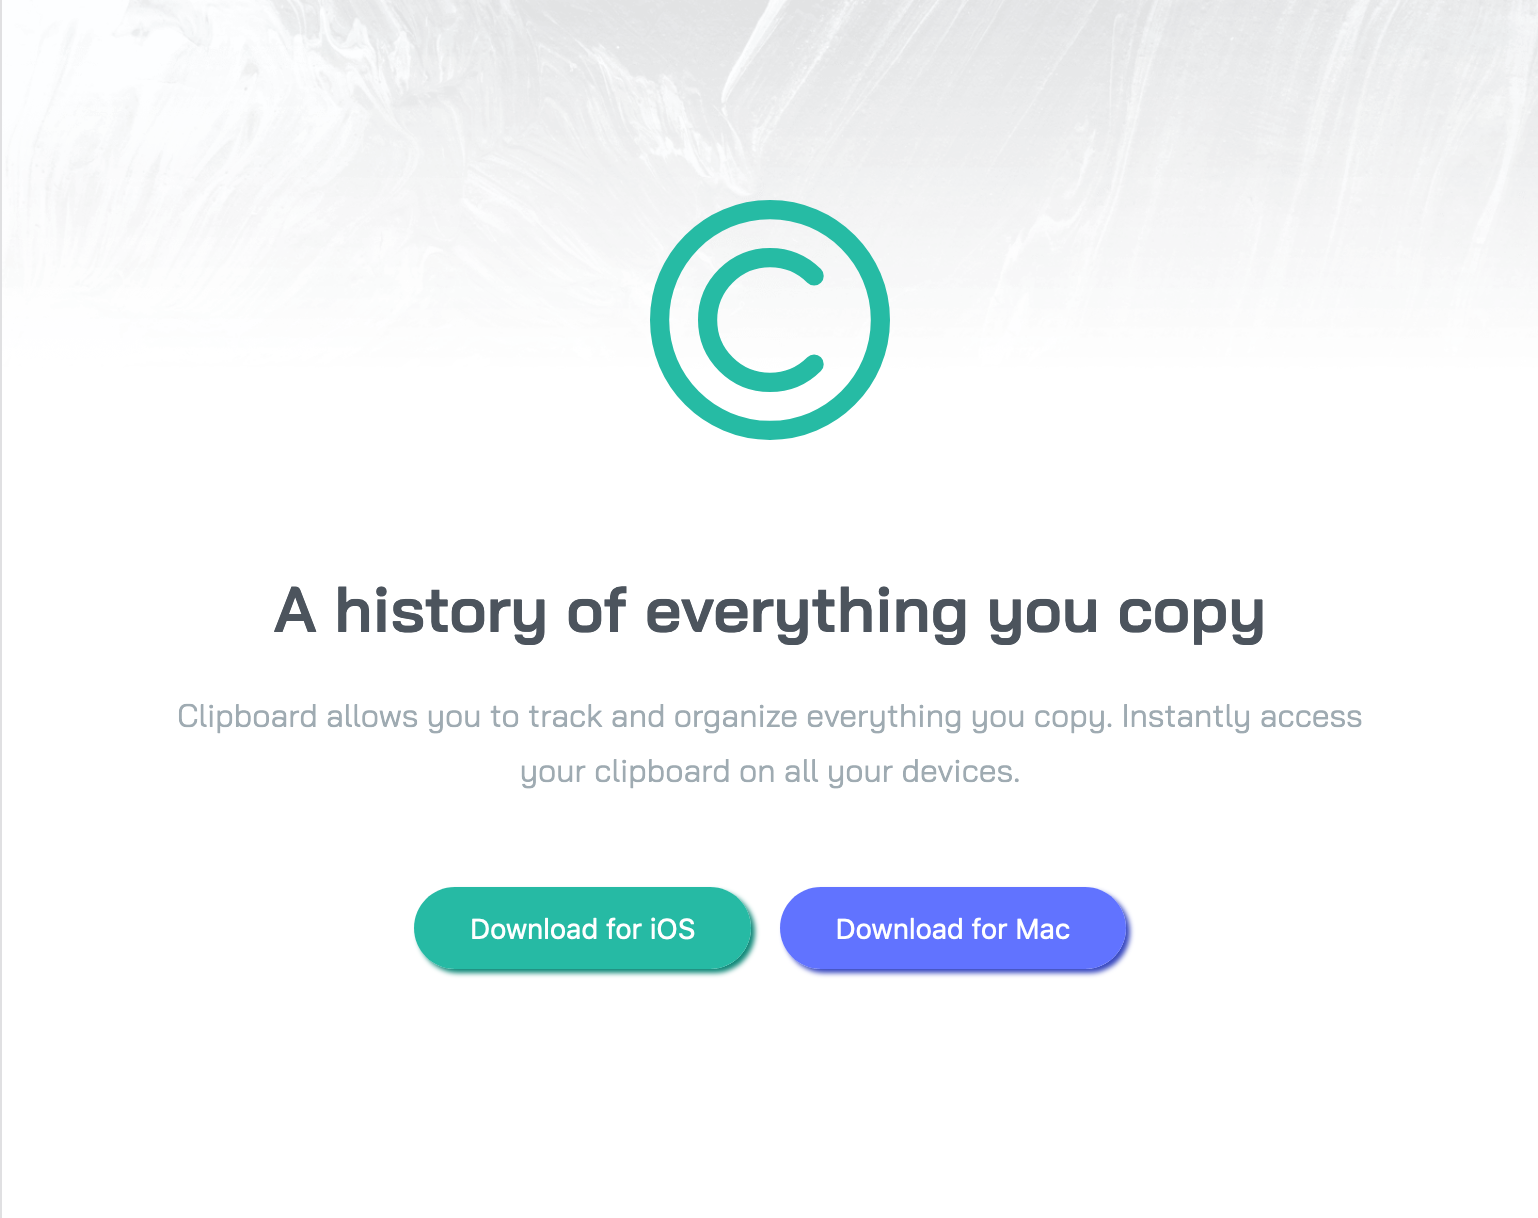 ©
A history of everything you copy
Clipboard allows you to track and organize everything you copy. Instantly access
your clipboard on all your devices.
Download for iOS
Download for Mac